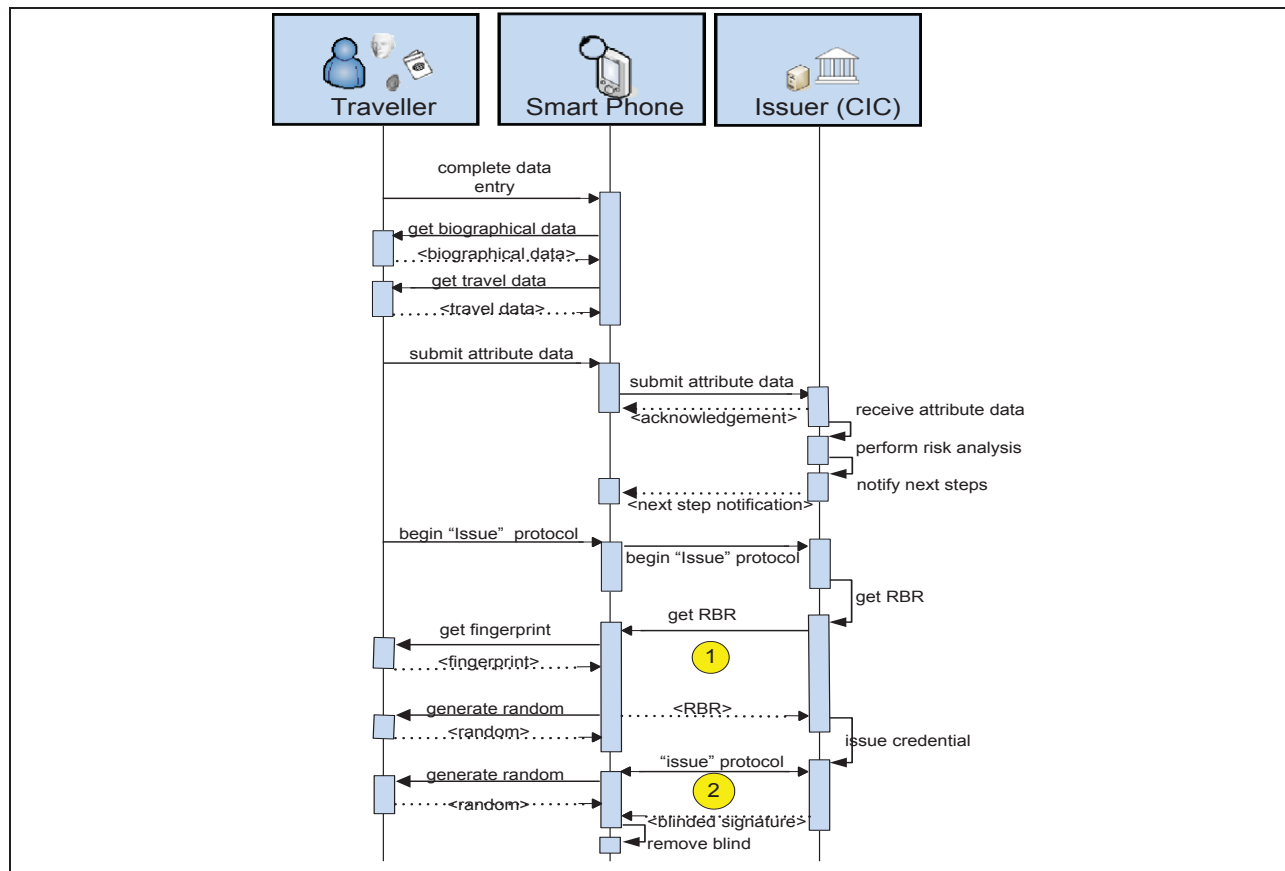 Traveller
Smart Phone
Issuer (CIC)
complete data
entry
get biographical data
<biographical data>
get travel data
<travel data>
submit attribute data
submit attribute data
<acknowledgement>
receive attribute data
perform risk analysis
notify next steps
<next step notification>
begin “Issue” protocol
begin “Issue” protocol
get RBR
get RBR
get fingerprint
1
<fingerprint>
generate random
<RBR>
<random>
issue credential
“issue” protocol
generate random
2
<random>
<blinded signature>
remove blind